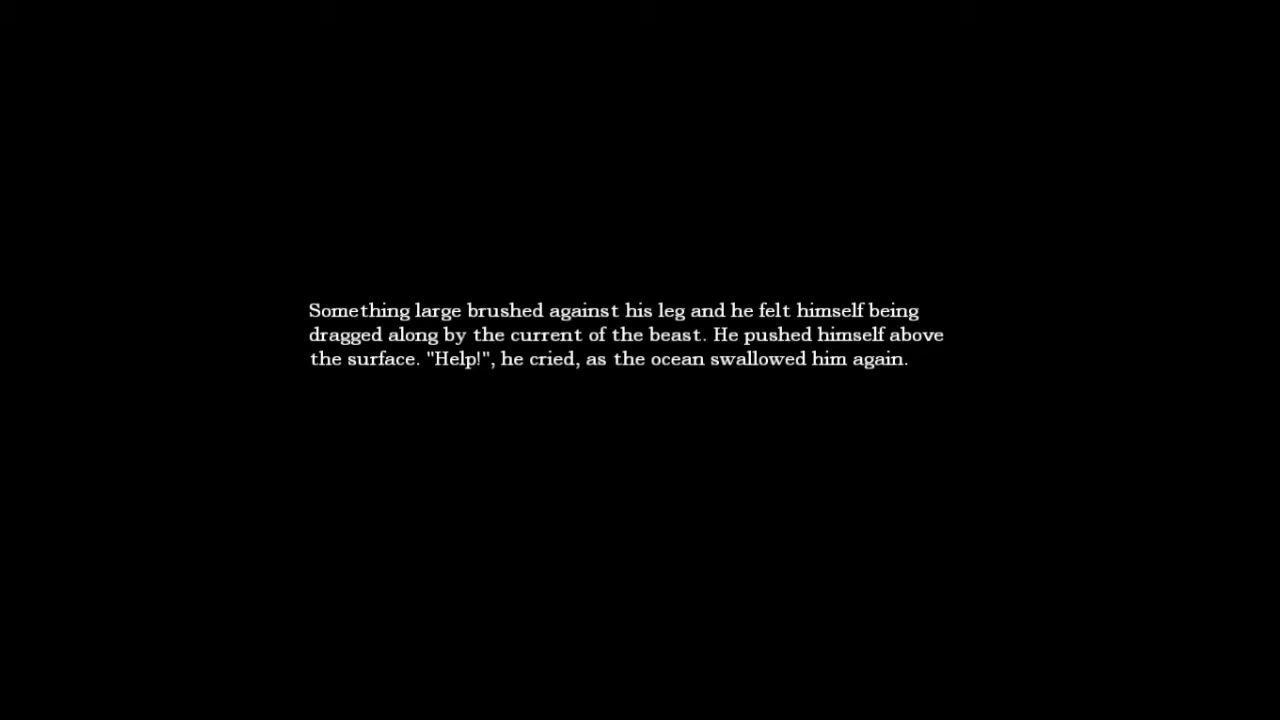 Something large brushed against his leg and he felt himself being
dragged along by the current of the beast. He pushed himself above
the surface. "Help!", he cried, as the ocean swallowed him again.